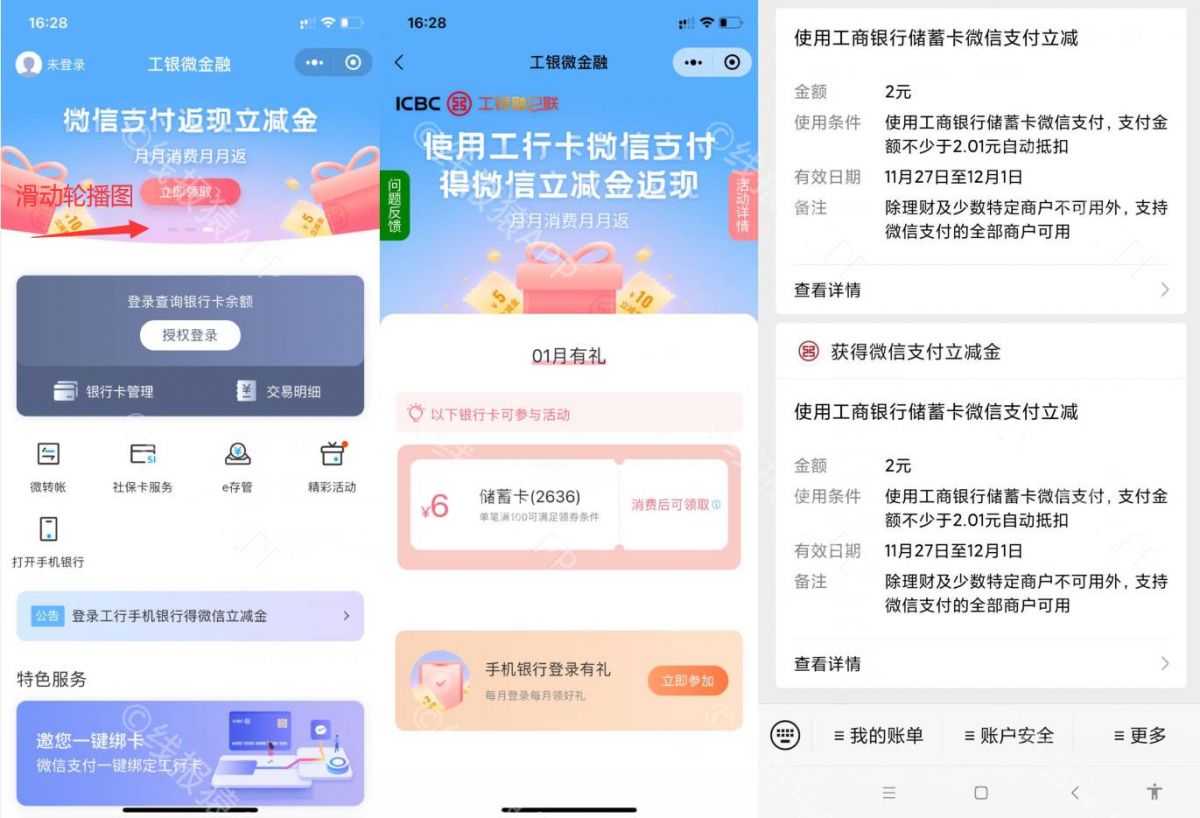 16:28
未登录
工银微金融
微信支付返现立减金
月月消费月月返
立即领取
滑动轮播图
¥10
¥5
登录查询银行卡余额
授权登录
银行卡管理
交易明细
微转帐
社保卡服务
e存管
精彩活动
打开手机银行
公告 登录工行手机银行得微信立减金
特色服务
邀您一键绑卡
微信支付一键绑定工行卡
ICBC
16:28
工银微金融
ICBC 工银融e联
使用工行卡微信支付
得微信立减金返现
月月消费月月返
问题反馈
活动详情
¥5
¥10
01月有礼
以下银行卡可参与活动
¥6
储蓄卡(2636)
单笔满100可满足领券条件
消费后可领取
手机银行登录有礼
每月登录每月领好礼
立即参加
使用工商银行储蓄卡微信支付立减
金额 2元
使用条件 使用工商银行储蓄卡微信支付，支付金
额不少于2.01元自动抵扣
有效日期 11月27日至12月1日
备注 除理财及少数特定商户不可用外，支持
微信支付的全部商户可用
查看详情
获得微信支付立减金
使用工商银行储蓄卡微信支付立减
金额 2元
使用条件 使用工商银行储蓄卡微信支付，支付金
额不少于2.01元自动抵扣
有效日期 11月27日至12月1日
备注 除理财及少数特定商户不可用外，支持
微信支付的全部商户可用
查看详情
我的账单
账户安全
更多
©线报猿APP